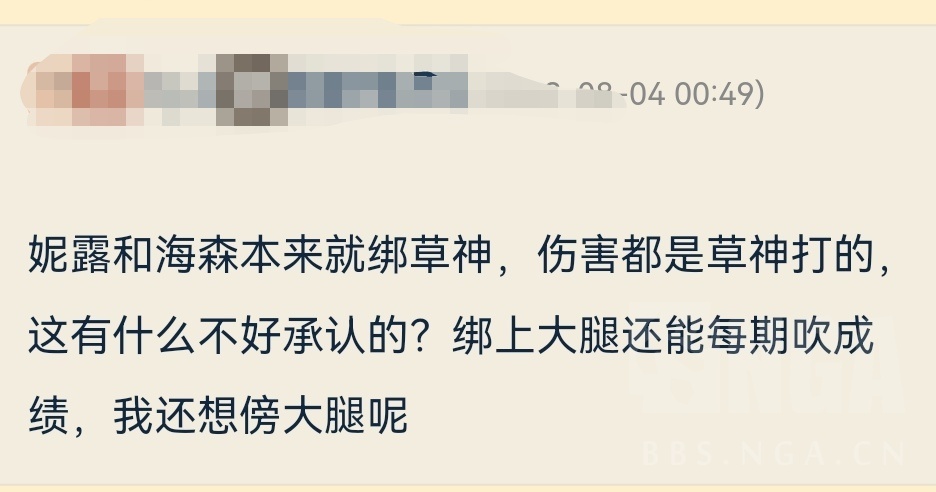 -04 00:49)
妮露和海森本来就绑草神，伤害都是草神打的，
这有什么不好承认的？绑上大腿还能每期吹成
绩，我还想傍大腿呢
NGA
BBS.NGA.CN